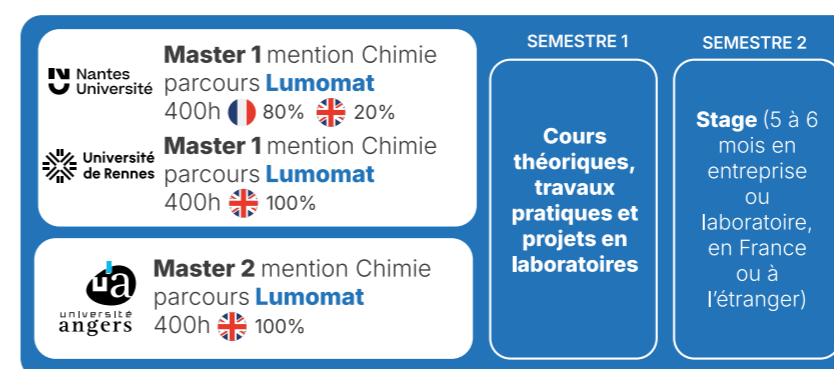 Nantes
Université
Master 1 mention Chimie
parcours Lumomat
400h 80% 20%
Université
de Rennes
Master 1 mention Chimie
parcours Lumomat
400h 100%
ua
université
angers
Master 2 mention Chimie
parcours Lumomat
400h 100%
SEMESTRE 1
Cours
théoriques,
travaux
pratiques et
projets en
laboratoires
SEMESTRE 2
Stage (5 à 6
mois en
entreprise
ou
laboratoire,
en France
ou à
l’étranger)